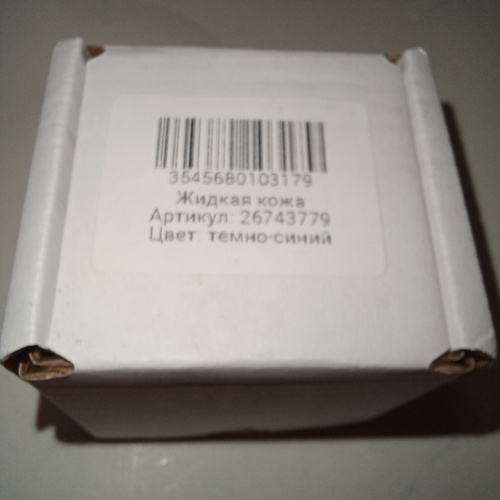 3545680103179
Жидкая кожа
Артикул: 26743779
Цвет: темно-синий